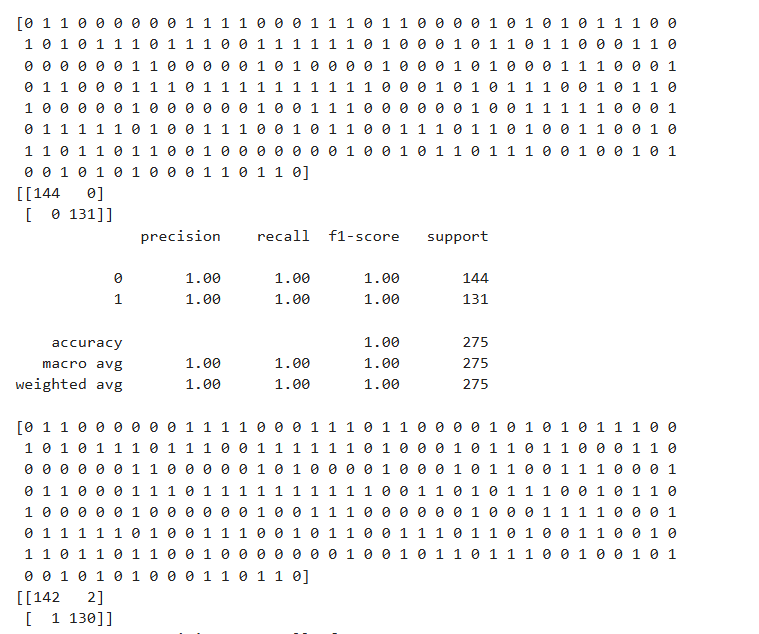 [0 1 1 0 0 0 0 0 0 1 1 1 1 0 0 0 1 1 1 0 1 1 0 0 0 0 1 0 1 0 1 0 1 1 1 0 0
1 0 1 0 1 1 1 0 1 1 1 0 0 1 1 1 1 1 1 0 1 0 0 0 1 0 1 1 0 1 1 0 0 0 1 1 0
0 0 0 0 0 0 1 1 0 0 0 0 0 1 0 1 0 0 0 0 1 0 0 0 1 0 1 0 0 0 1 1 1 0 0 0 1
0 1 1 0 0 0 1 1 1 0 1 1 1 1 1 1 1 1 1 1 0 0 0 1 0 1 0 1 1 1 0 0 1 0 1 1 0
1 0 0 0 0 0 1 0 0 0 0 0 0 1 0 0 1 1 1 0 0 0 0 0 0 1 0 0 1 1 1 1 1 0 0 0 1
0 1 1 1 1 1 0 1 0 0 1 1 1 0 0 1 0 1 1 0 0 1 1 1 0 1 1 0 1 0 0 1 1 0 0 1 0
1 1 0 1 1 0 1 1 0 0 1 0 0 0 0 0 0 0 1 0 0 1 0 1 1 0 1 1 1 0 0 1 0 0 1 0 1
0 0 1 0 1 0 1 0 0 0 1 1 0 1 1 0]
[[144 0]
[ 0 131]]
precision recall f1-score support
0 1.00 1.00 1.00 144
1 1.00 1.00 1.00 131
accuracy 1.00 275
macro avg 1.00 1.00 1.00 275
weighted avg 1.00 1.00 1.00 275
[0 1 1 0 0 0 0 0 0 1 1 1 1 0 0 0 1 1 1 0 1 1 0 0 0 0 1 0 1 0 1 0 1 1 1 0 0
1 0 1 0 1 1 1 0 1 1 1 0 0 1 1 1 1 1 1 0 1 0 0 0 1 0 1 1 0 1 1 0 0 0 1 1 0
0 0 0 0 0 0 1 1 0 0 0 0 0 1 0 1 0 0 0 0 1 0 0 0 1 0 1 1 0 0 1 1 1 0 0 0 1
0 1 1 0 0 0 1 1 1 0 1 1 1 1 1 1 1 1 1 1 0 0 1 1 0 1 0 1 1 1 0 0 1 0 1 1 0
1 0 0 0 0 0 1 0 0 0 0 0 0 1 0 0 1 1 1 0 0 0 0 0 0 1 0 0 0 1 1 1 1 0 0 0 1
0 1 1 1 1 1 0 1 0 0 1 1 1 0 0 1 0 1 1 0 0 1 1 1 0 1 1 0 1 0 0 1 1 0 0 1 0
1 1 0 1 1 0 1 1 0 0 1 0 0 0 0 0 0 0 1 0 0 1 0 1 1 0 1 1 1 0 0 1 0 0 1 0 1
0 0 1 0 1 0 1 0 0 0 1 1 0 1 1 0]
[[142 2]
[ 1 130]]